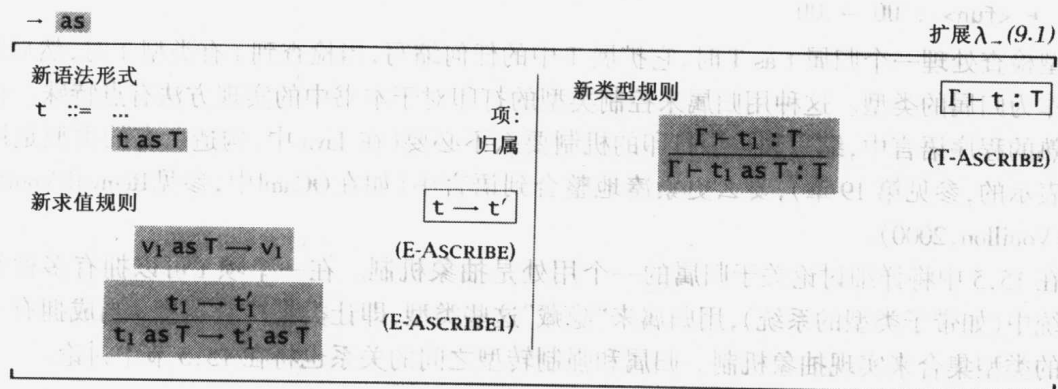 → as
扩展λ→(9.1)
新语法形式
t ::= ...
项:
t as T
归属
新求值规则
t → t′
v₁ as T → v₁
(E-ASCRIBE)
t₁ → t′₁
t₁ as T → t′₁ as T
(E-ASCRIBE1)
新类型规则
Γ ⊢ t : T
Γ ⊢ t₁ : T
Γ ⊢ t₁ as T : T
(T-ASCRIBE)